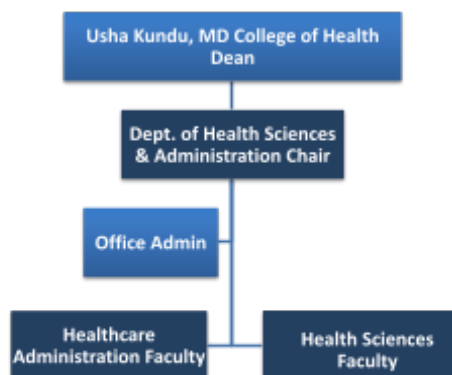 Usha Kundu, MD College of Health
Dean
Dept. of Health Sciences
& Administration Chair
Office Admin
Healthcare
Administration Faculty
Health Sciences
Faculty